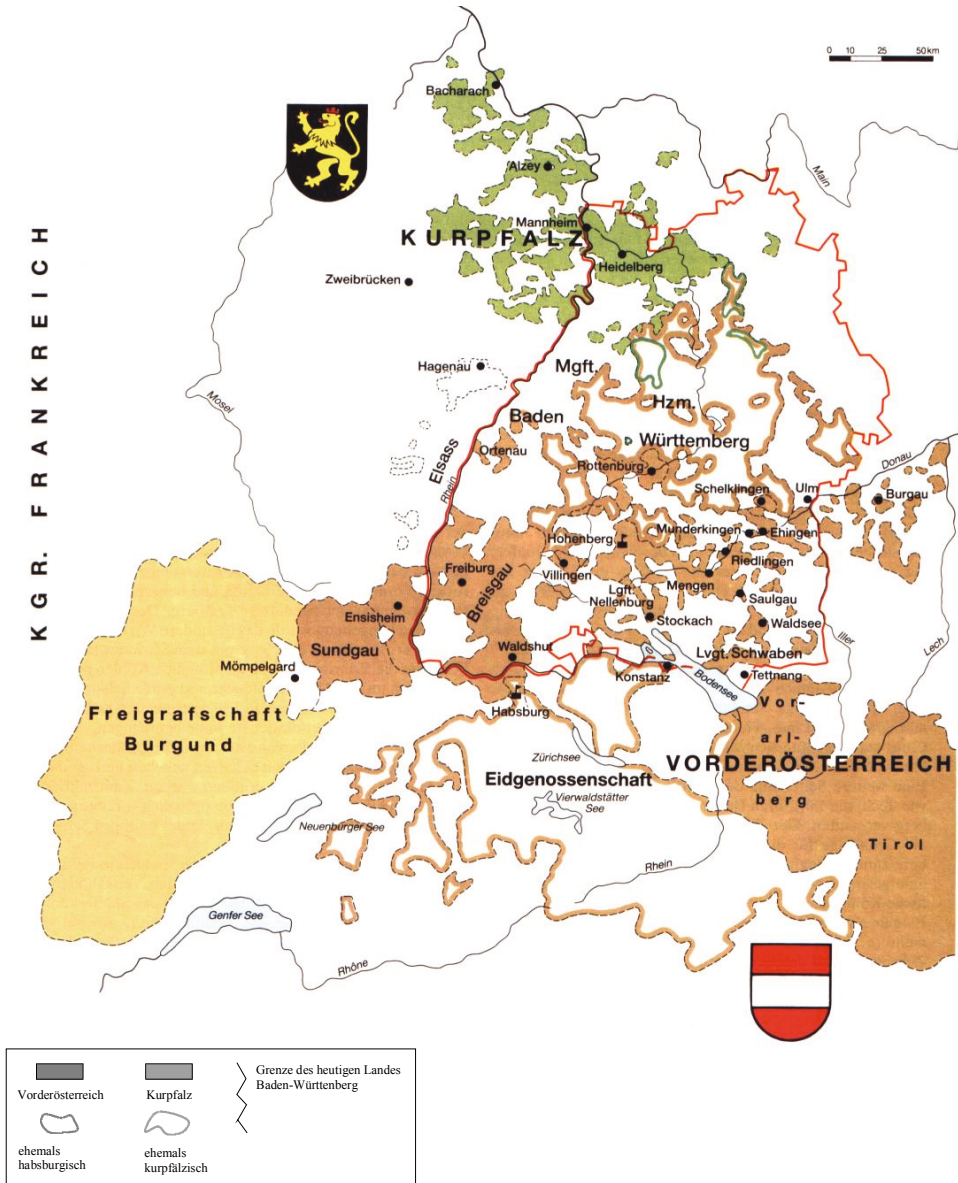 0 10 25 50km
Bacharach
Alzey
Main
Mannheim
KURPFALZ
Heidelberg
Zweibrücken
KGR. FRANKREICH
Hagenau
Mgft.
Mosel
Hzm.
Baden
Elsass
Württemberg
Ortenau
Rottenburg
Rhein
Donau
Schelklingen
Ulm
Burgau
Munderkingen
Ehingen
Hohenberg
Riedlingen
Freiburg
Villingen
Breisgau
Mengen
Lgft.
Nellenburg
Saulgau
Ensisheim
Stockach
Waldsee
Iller
Lech
Sundgau
Waldshut
Lvgt. Schwaben
Mömpelgard
Konstanz
Bodensee
Tettnang
Habsburg
Freigrafschaft
Burgund
Vor-
arl-
berg
Zürichsee
VORDERÖSTERREICH
Eidgenossenschaft
Vierwaldstätter
See
Neuenburger See
Tirol
Rhein
Genfer See
Rhône
Vorderösterreich
Kurpfalz
Grenze des heutigen Landes
Baden-Württenberg
ehemals
habsburgisch
ehemals
kurpfälzisch